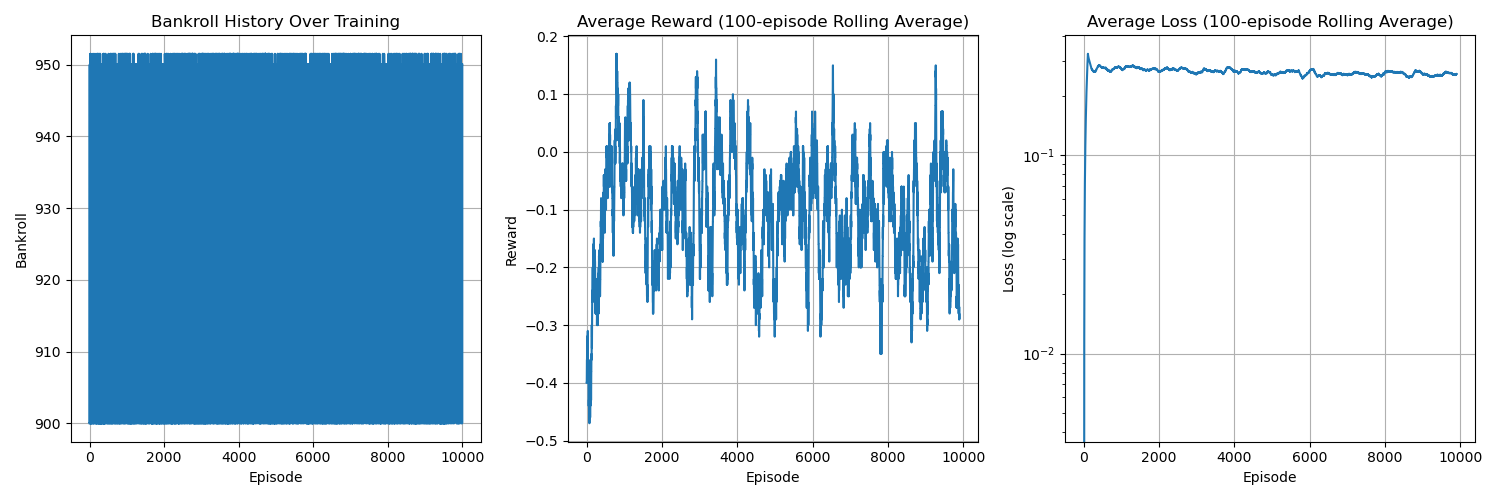 Bankroll History Over Training
950
940
930
920
910
900
Bankroll
0 2000 4000 6000 8000 10000
Episode
Average Reward (100-episode Rolling Average)
0.2
0.1
0.0
−0.1
−0.2
−0.3
−0.4
−0.5
Reward
0 2000 4000 6000 8000 10000
Episode
Average Loss (100-episode Rolling Average)
10⁻¹
10⁻²
Loss (log scale)
0 2000 4000 6000 8000 10000
Episode